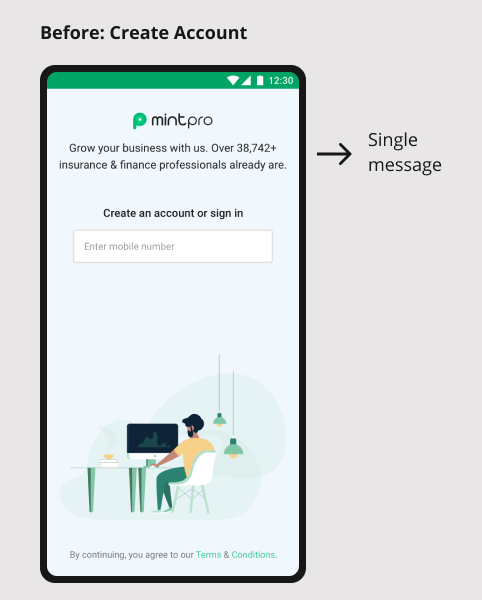 Before: Create Account
12:30
mintpro
Grow your business with us. Over 38,742+
insurance & finance professionals already are.
Single
message
Create an account or sign in
Enter mobile number
By continuing, you agree to our Terms & Conditions.